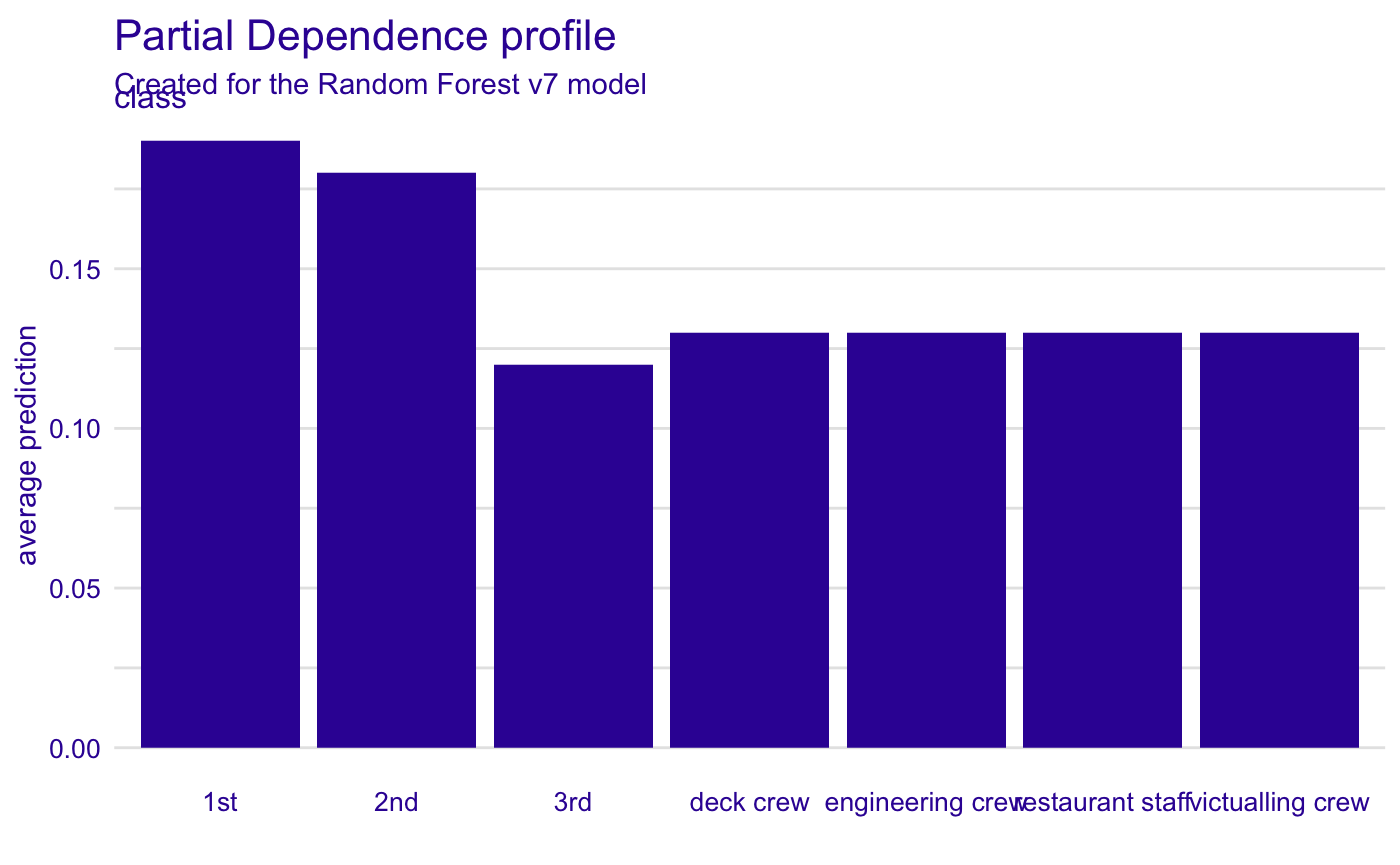 Partial Dependence profile
Created for the Random Forest v7 model
class
average prediction
0.15
0.10
0.05
0.00
1st 2nd 3rd deck crew engineering crew restaurant staff victualling crew